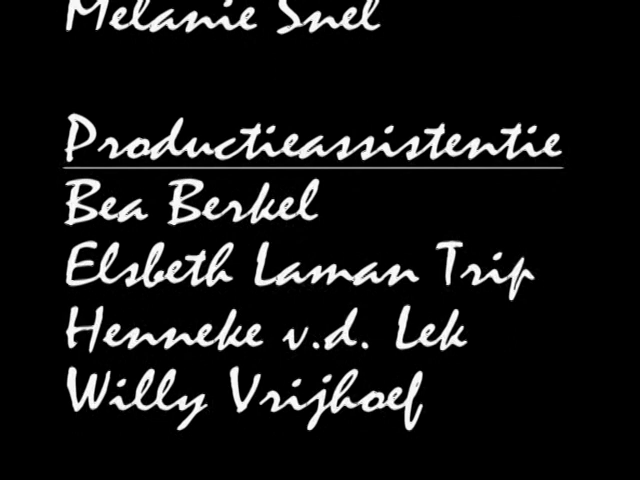 Melanie Snel
Productieassistentie
Bea Berkel
Elsbeth Laman Trip
Henneke v.d. Lek
Willy Vrijhoef